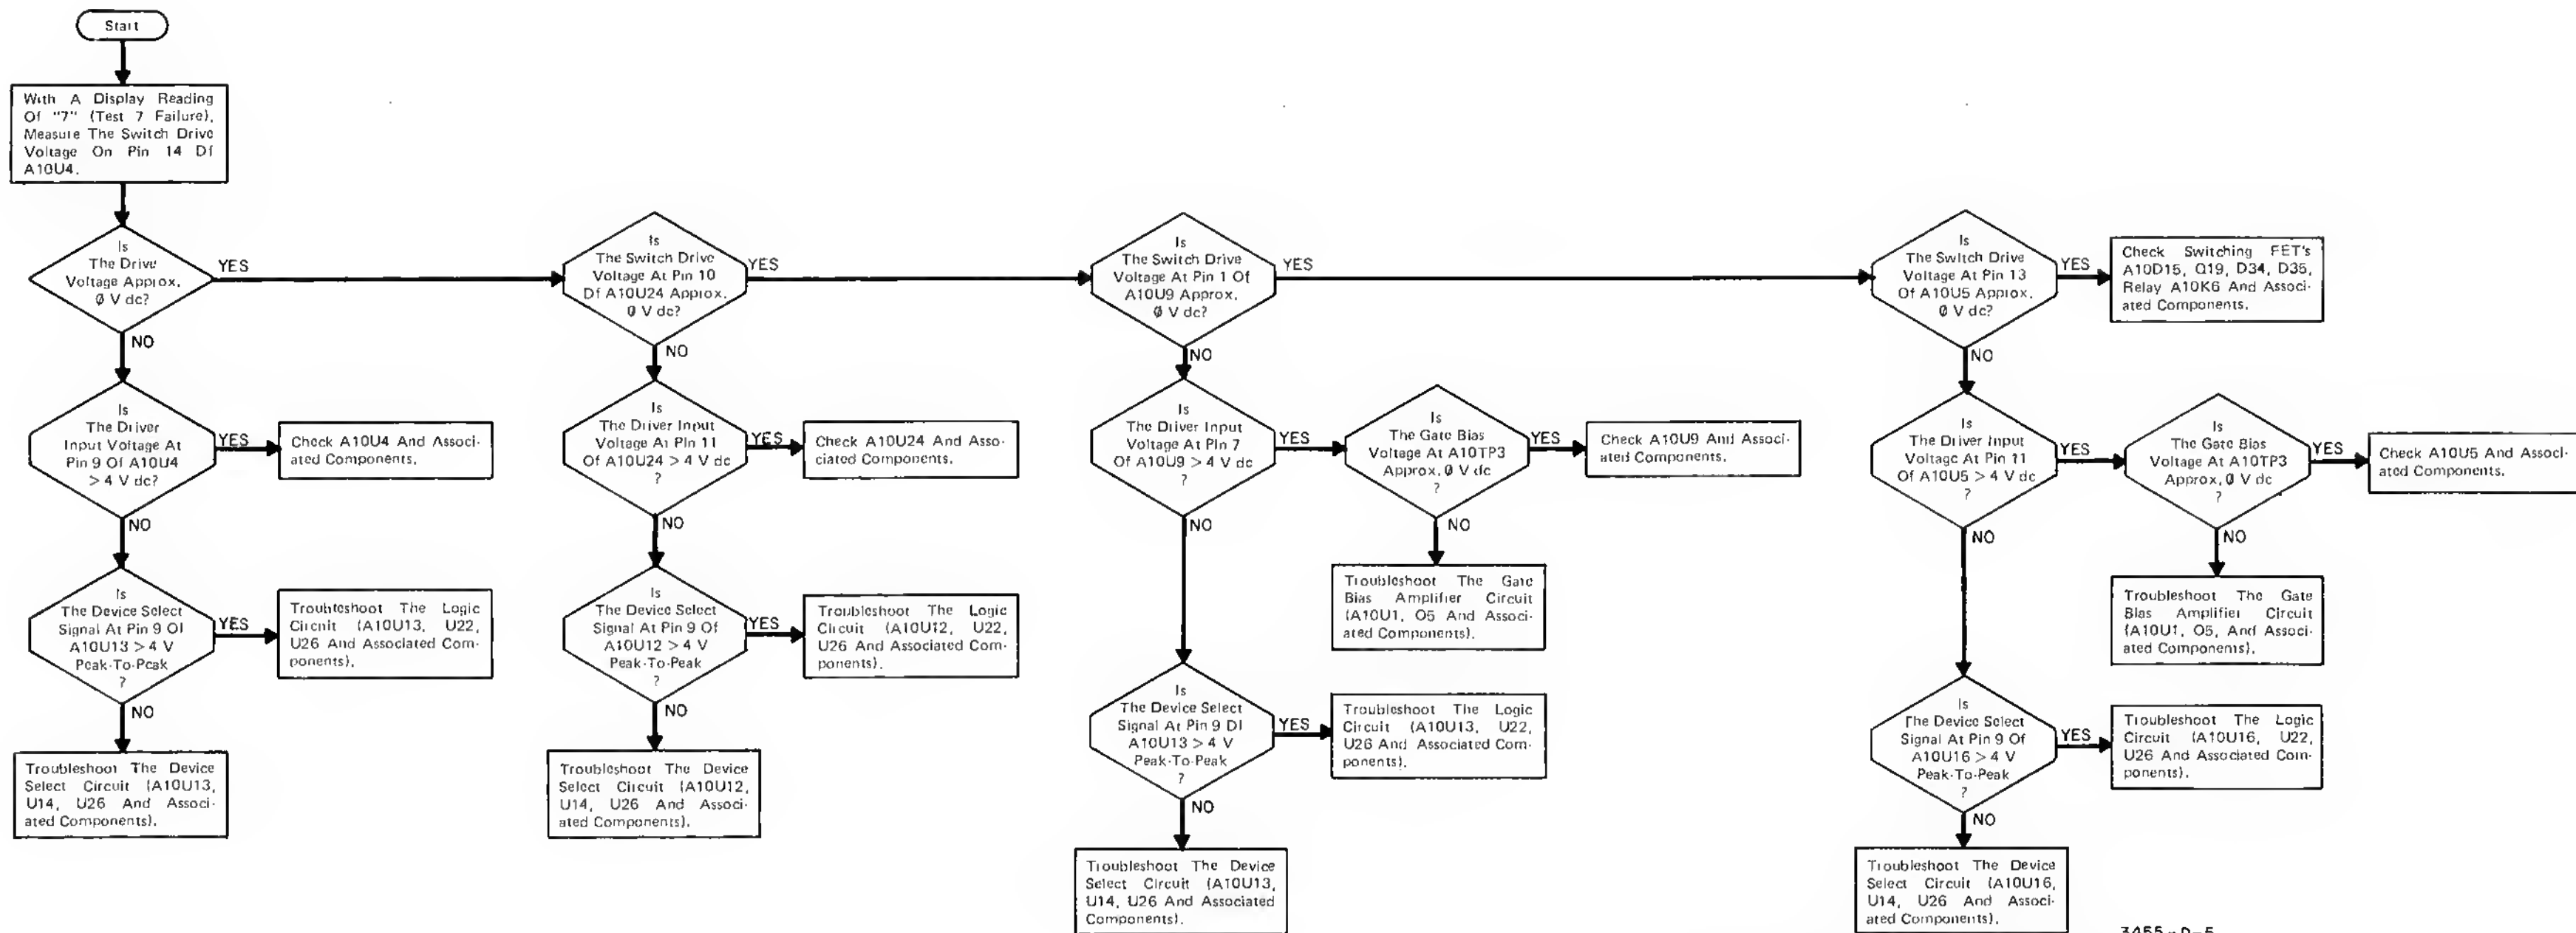 Start
With A Display Reading
Of "7" (Test 7 Failure),
Measure The Switch Drive
Voltage On Pin 14 Of
A10U4.
Is
The Drive
Voltage Approx.
0 V dc?
YES
NO
Is
The Driver
Input Voltage At
Pin 9 Of A10U4
> 4 V dc?
YES
Check A10U4 And Associ-
ated Components.
NO
Is
The Device Select
Signal At Pin 9 Of
A10U13 > 4 V
Peak-To-Peak
?
YES
Troubleshoot The Logic
Circuit (A10U13, U22,
U26 And Associated Com-
ponents).
NO
Troubleshoot The Device
Select Circuit (A10U13,
U14, U26 And Associ-
ated Components).
Is
The Switch Drive
Voltage At Pin 10
Of A10U24 Approx.
0 V dc?
YES
NO
Is
The Driver Input
Voltage At Pin 11
Of A10U24 > 4 V dc
?
YES
Check A10U24 And Asso-
ciated Components.
NO
Is
The Device Select
Signal At Pin 9 Of
A10U12 > 4 V
Peak-To-Peak
?
YES
Troubleshoot The Logic
Circuit (A10U12, U22,
U26 And Associated Com-
ponents).
NO
Troubleshoot The Device
Select Circuit (A10U12,
U14, U26 And Associ-
ated Components).
Is
The Switch Drive
Voltage At Pin 1 Of
A10U9 Approx.
0 V dc?
YES
NO
Is
The Driver Input
Voltage At Pin 7
Of A10U9 > 4 V dc
?
YES
Is
The Gate Bias
Voltage At A10TP3
Approx. 0 V dc
?
YES
Check A10U9 And Associ-
ated Components.
NO
Troubleshoot The Gate
Bias Amplifier Circuit
(A10U1, Q5 And Associ-
ated Components).
NO
Is
The Device Select
Signal At Pin 9 Of
A10U13 > 4 V
Peak-To-Peak
?
YES
Troubleshoot The Logic
Circuit (A10U13, U22,
U26 And Associated Com-
ponents).
NO
Troubleshoot The Device
Select Circuit (A10U13,
U14, U26 And Associated
Components).
Is
The Switch Drive
Voltage At Pin 13
Of A10U5 Approx.
0 V dc?
YES
Check Switching FET's
A10Q15, Q19, Q34, Q35,
Relay A10K6 And Associ-
ated Components.
NO
Is
The Driver Input
Voltage At Pin 11
Of A10U5 > 4 V dc
?
YES
Is
The Gate Bias
Voltage At A10TP3
Approx. 0 V dc
?
YES
Check A10U5 And Associ-
ated Components.
NO
Troubleshoot The Gate
Bias Amplifier Circuit
(A10U1, Q5, And Associ-
ated Components).
NO
Is
The Device Select
Signal At Pin 9 Of
A10U16 > 4 V
Peak-To-Peak
?
YES
Troubleshoot The Logic
Circuit (A10U16, U22,
U26 And Associated Com-
ponents).
NO
Troubleshoot The Device
Select Circuit (A10U16,
U14, U26 And Associ-
ated Components).